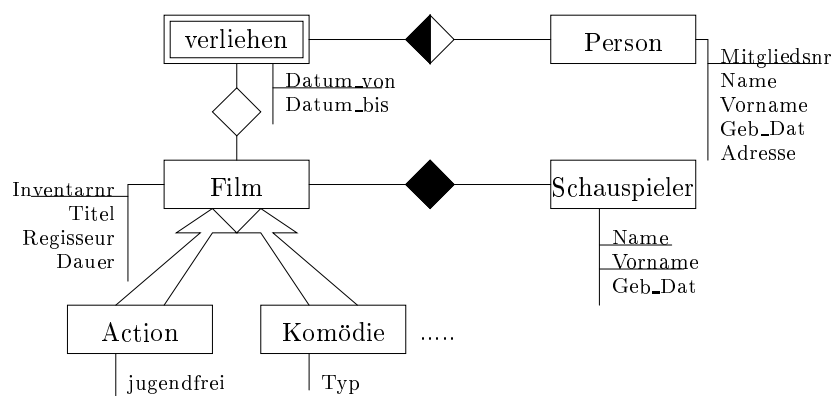 verliehen
Person
Datum_von
Datum_bis
Mitgliedsnr
Name
Vorname
Geb_Dat
Adresse
Film
Schauspieler
Inventarnr
Titel
Regisseur
Dauer
Name
Vorname
Geb_Dat
Action
Komödie
.....
jugendfrei
Typ